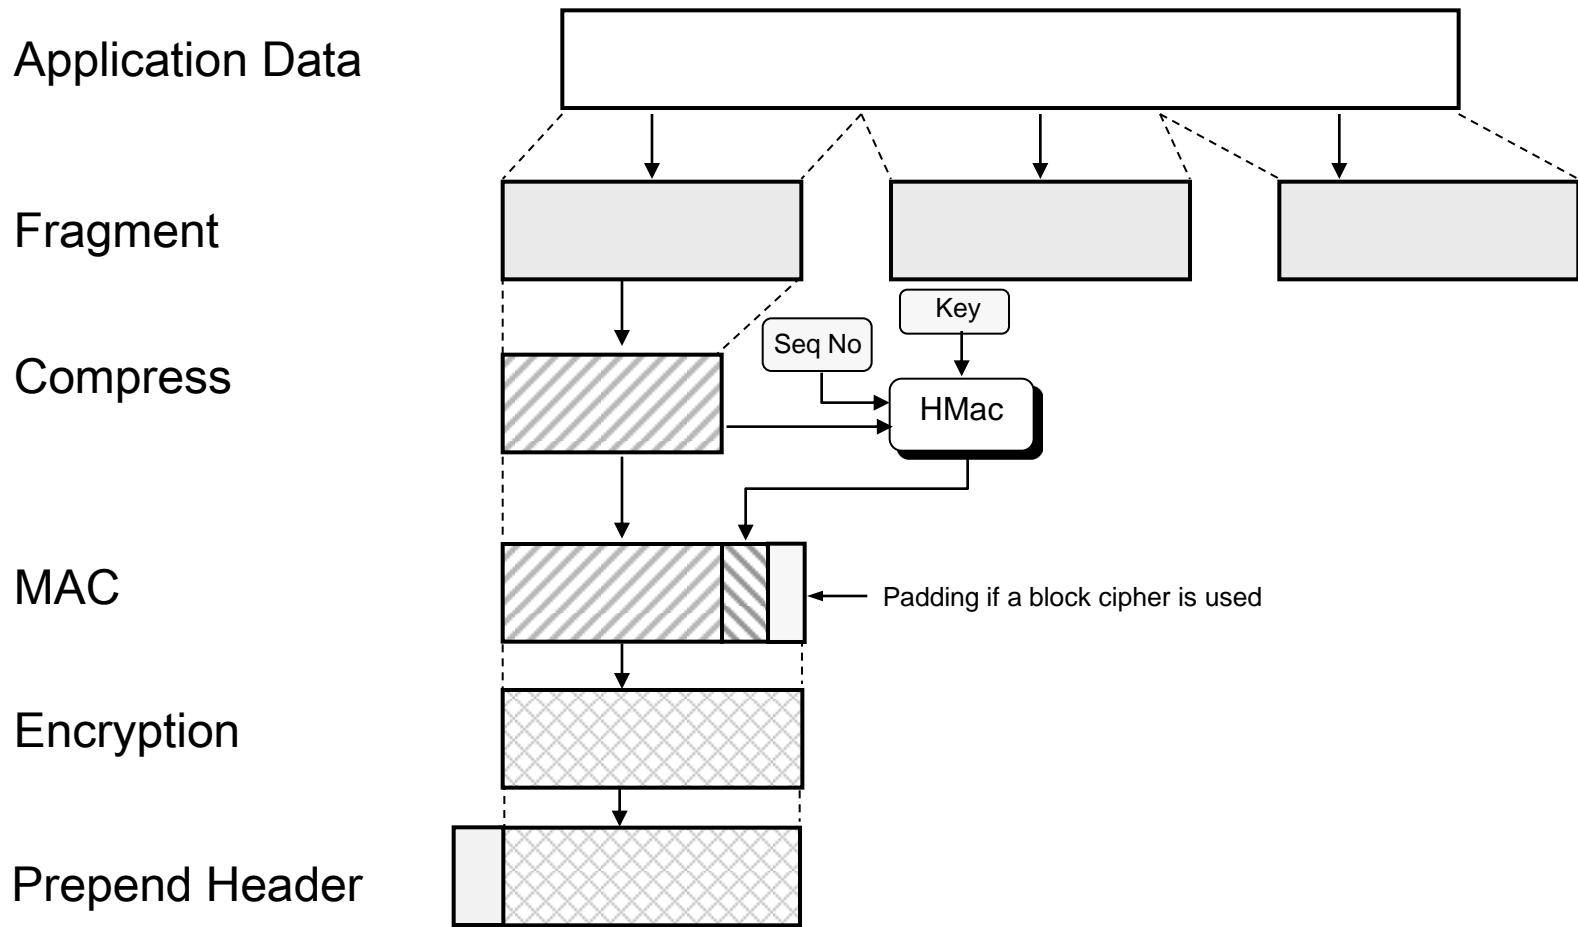 Application Data
Fragment
Key
Seq No
Compress
HMac
MAC
Padding if a block cipher is used
Encryption
Prepend Header